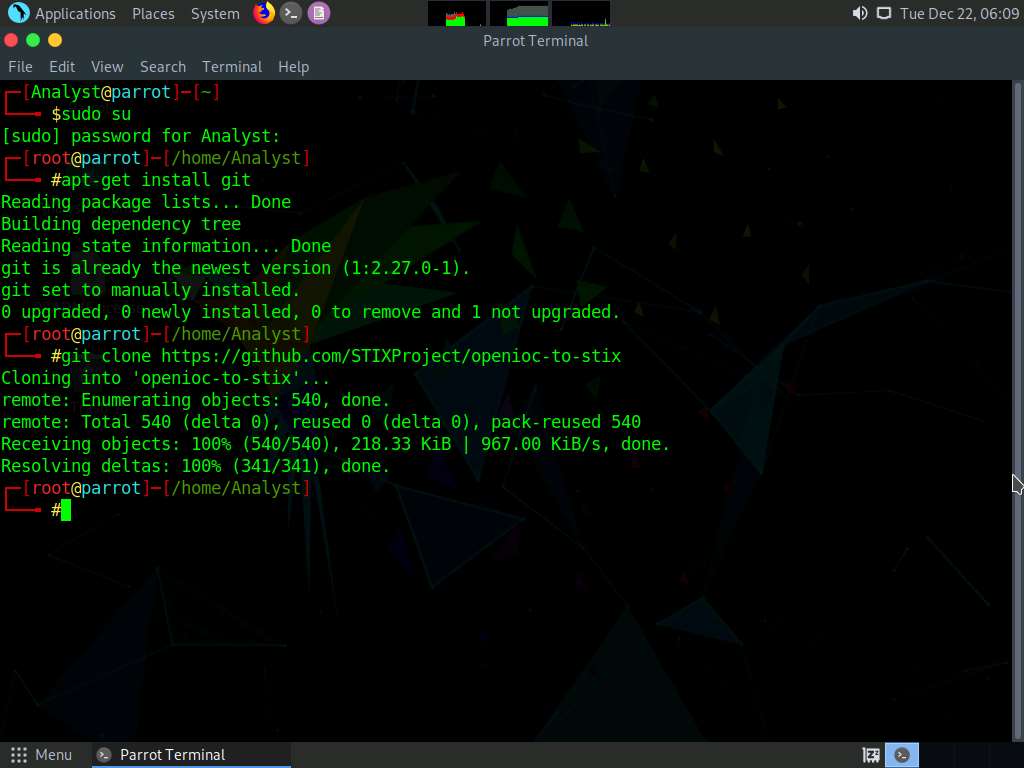 Applications Places System Tue Dec 22, 06:09
Parrot Terminal
File Edit View Search Terminal Help
┌─[Analyst@parrot]─[~]
└──╼ $sudo su
[sudo] password for Analyst:
┌─[root@parrot]─[/home/Analyst]
└──╼ #apt-get install git
Reading package lists... Done
Building dependency tree
Reading state information... Done
git is already the newest version (1:2.27.0-1).
git set to manually installed.
0 upgraded, 0 newly installed, 0 to remove and 1 not upgraded.
┌─[root@parrot]─[/home/Analyst]
└──╼ #git clone https://github.com/STIXProject/openioc-to-stix
Cloning into 'openioc-to-stix'...
remote: Enumerating objects: 540, done.
remote: Total 540 (delta 0), reused 0 (delta 0), pack-reused 540
Receiving objects: 100% (540/540), 218.33 KiB | 967.00 KiB/s, done.
Resolving deltas: 100% (341/341), done.
┌─[root@parrot]─[/home/Analyst]
└──╼ #
Menu Parrot Terminal